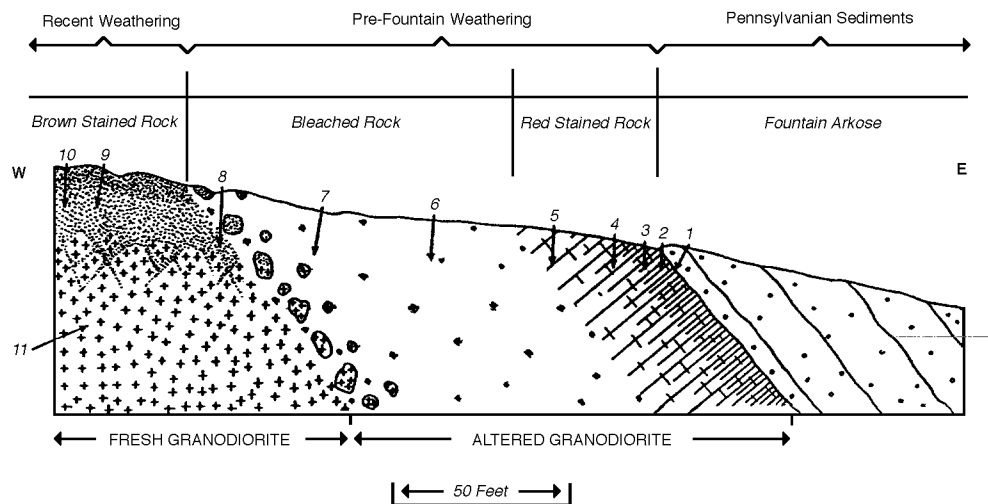 Recent Weathering Pre-Fountain Weathering Pennsylvanian Sediments
Brown Stained Rock Bleached Rock Red Stained Rock Fountain Arkose
W E
10 9 8 7 6 5 4 3 2 1
11
FRESH GRANODIORITE ALTERED GRANODIORITE
50 Feet